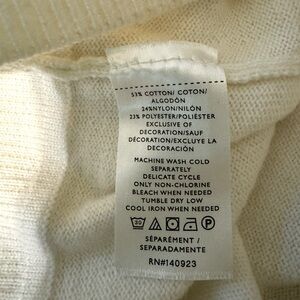 53% COTTON/ COTON/
ALGODÓN
24%NYLON/NILÓN
23% POLYESTER/POLIÉSTER
EXCLUSIVE OF
DECORATION/SAUF
DÉCORATION/EXCLUYE LA
DECORACIÓN
MACHINE WASH COLD
SEPARATELY
DELICATE CYCLE
ONLY NON-CHLORINE
BLEACH WHEN NEEDED
TUMBLE DRY LOW
COOL IRON WHEN NEEDED
30 P
SÉPARÉMENT /
SEPARADAMENTE
RN#140923